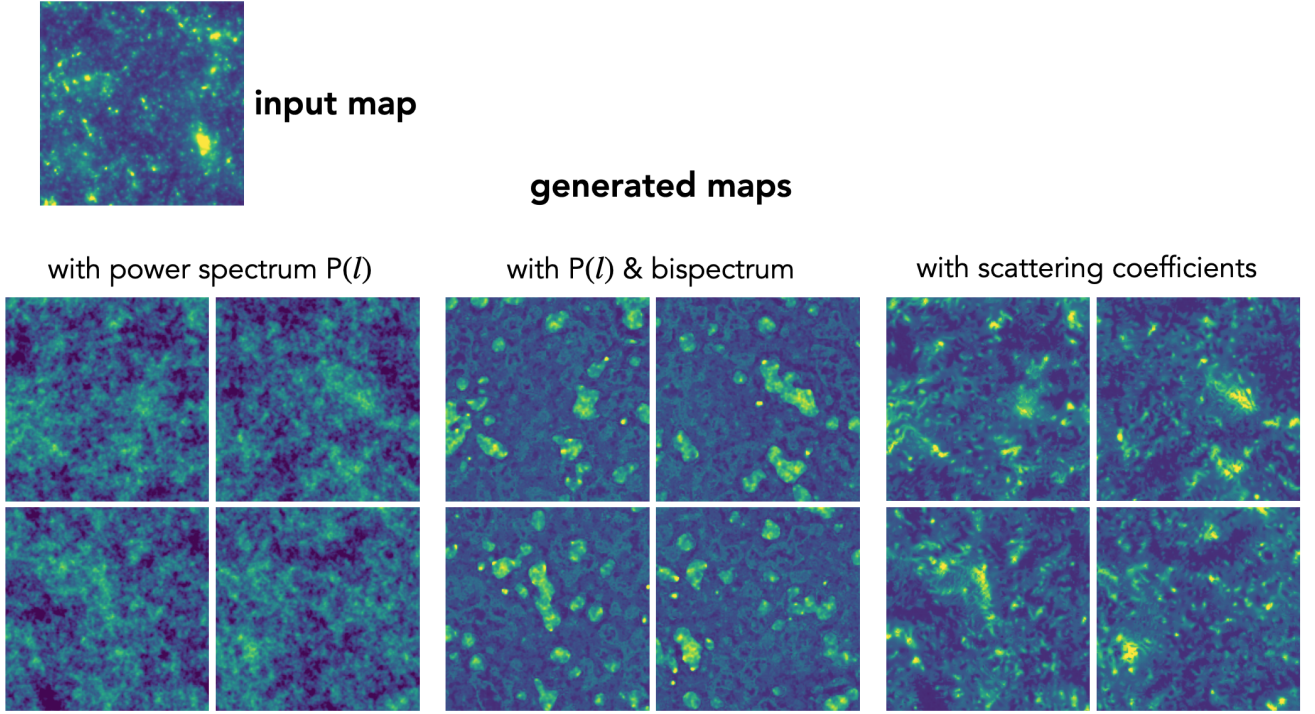 input map
generated maps
with power spectrum P(l)
with P(l) & bispectrum
with scattering coefficients